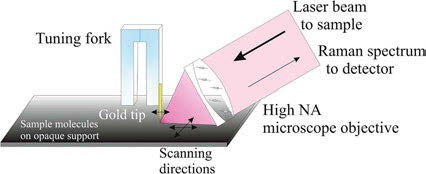 Laser beam
to sample
Tuning fork
Raman spectrum
to detector
Gold tip
High NA
microscope objective
Sample molecules
on opaque support
Scanning
directions